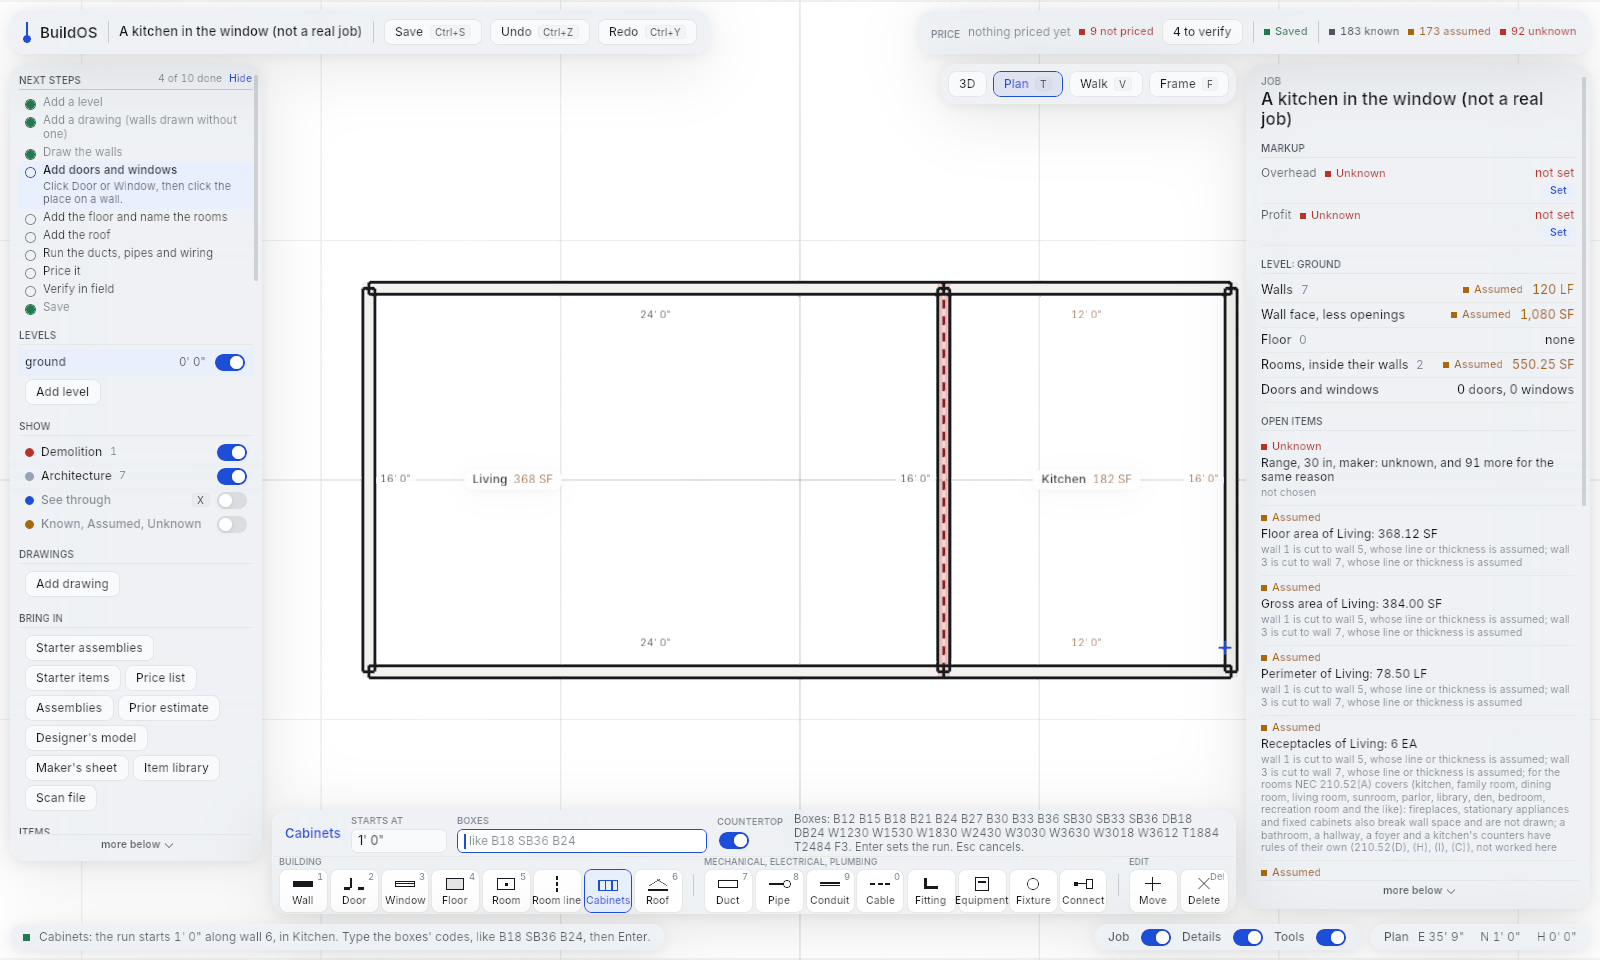 BuildOS
A kitchen in the window (not a real job)
Save Ctrl+S
Undo Ctrl+Z
Redo Ctrl+Y
PRICE nothing priced yet 9 not priced
4 to verify
Saved
183 known 173 assumed 92 unknown
NEXT STEPS 4 of 10 done Hide
Add a level
Add a drawing (walls drawn without
one)
Draw the walls
Add doors and windows
Click Door or Window, then click the
place on a wall.
Add the floor and name the rooms
Add the roof
Run the ducts, pipes and wiring
Price it
Verify in field
Save
LEVELS
ground 0' 0"
Add level
SHOW
Demolition 1
Architecture 7
See through X
Known, Assumed, Unknown
DRAWINGS
Add drawing
BRING IN
Starter assemblies
Starter items Price list
Assemblies Prior estimate
Designer's model
Maker's sheet Item library
Scan file
ITEMS
more below
3D
Plan T
Walk V
Frame F
24' 0" 12' 0"
16' 0" Living 368 SF 16' 0" Kitchen 182 SF 16' 0"
24' 0" 12' 0"
JOB
A kitchen in the window (not a real
job)
MARKUP
Overhead Unknown not set
Set
Profit Unknown not set
Set
LEVEL: GROUND
Walls 7 Assumed 120 LF
Wall face, less openings Assumed 1,080 SF
Floor 0 none
Rooms, inside their walls 2 Assumed 550.25 SF
Doors and windows 0 doors, 0 windows
OPEN ITEMS
Unknown
Range, 30 in, maker: unknown, and 91 more for the
same reason
not chosen
Assumed
Floor area of Living: 368.12 SF
wall 1 is cut to wall 5, whose line or thickness is assumed; wall
3 is cut to wall 7, whose line or thickness is assumed
Assumed
Gross area of Living: 384.00 SF
wall 1 is cut to wall 5, whose line or thickness is assumed; wall
3 is cut to wall 7, whose line or thickness is assumed
Assumed
Perimeter of Living: 78.50 LF
wall 1 is cut to wall 5, whose line or thickness is assumed; wall
3 is cut to wall 7, whose line or thickness is assumed
Assumed
Receptacles of Living: 6 EA
wall 1 is cut to wall 5, whose line or thickness is assumed; wall
3 is cut to wall 7, whose line or thickness is assumed; for the
rooms NEC 210.52(A) covers (kitchen, family room, dining
room, living room, sunroom, parlor, library, den, bedroom,
recreation room and the like): fireplaces, stationary appliances
and fixed cabinets also break wall space and are not drawn; a
bathroom, a hallway, a foyer and a kitchen's counters have
rules of their own (210.52(D), (H), (I), (C)), not worked here
Assumed
more below
Cabinets
STARTS AT
1' 0"
BOXES
like B18 SB36 B24
COUNTERTOP
Boxes: B12 B15 B18 B21 B24 B27 B30 B33 B36 SB30 SB33 SB36 DB18
DB24 W1230 W1530 W1830 W2430 W3030 W3630 W3018 W3612 T1884
T2484 F3. Enter sets the run. Esc cancels.
BUILDING MECHANICAL, ELECTRICAL, PLUMBING EDIT
1 2 3 4 5 6 7 8 9 0 Del
Wall Door Window Floor Room Room line Cabinets Roof Duct Pipe Conduit Cable Fitting Equipment Fixture Connect Move Delete
Cabinets: the run starts 1' 0" along wall 6, in Kitchen. Type the boxes' codes, like B18 SB36 B24, then Enter.
Job Details Tools
Plan E 35' 9" N 1' 0" H 0' 0"